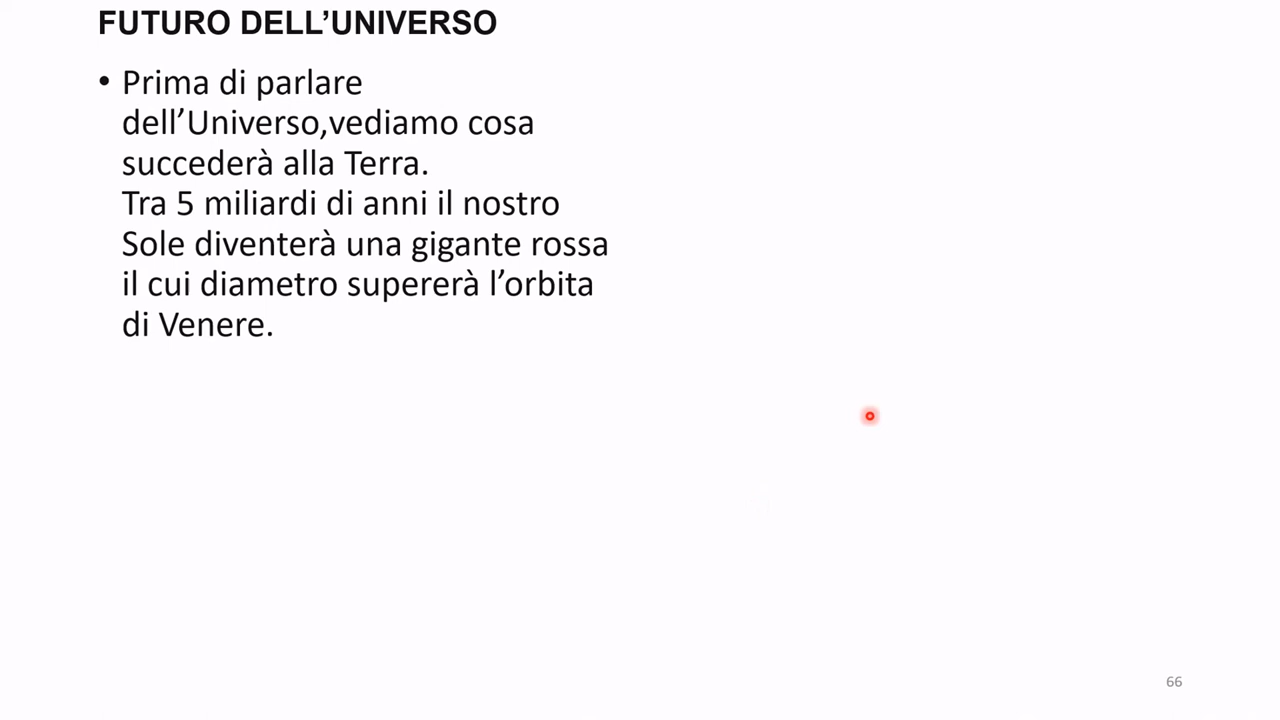 FUTURO DELL’UNIVERSO
• Prima di parlare
dell’Universo,vediamo cosa
succederà alla Terra.
Tra 5 miliardi di anni il nostro
Sole diventerà una gigante rossa
il cui diametro supererà l’orbita
di Venere.
66